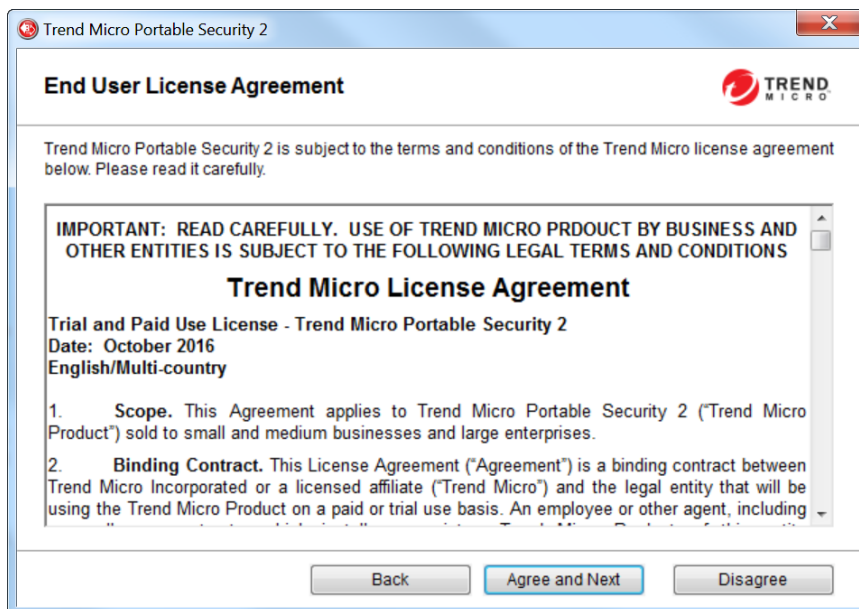 Trend Micro Portable Security 2
End User License Agreement
TREND
MICRO
Trend Micro Portable Security 2 is subject to the terms and conditions of the Trend Micro license agreement
below. Please read it carefully.
IMPORTANT: READ CAREFULLY. USE OF TREND MICRO PRDOUCT BY BUSINESS AND
OTHER ENTITIES IS SUBJECT TO THE FOLLOWING LEGAL TERMS AND CONDITIONS
Trend Micro License Agreement
Trial and Paid Use License - Trend Micro Portable Security 2
Date: October 2016
English/Multi-country
1. Scope. This Agreement applies to Trend Micro Portable Security 2 (“Trend Micro
Product”) sold to small and medium businesses and large enterprises.
2. Binding Contract. This License Agreement (“Agreement”) is a binding contract between
Trend Micro Incorporated or a licensed affiliate (“Trend Micro”) and the legal entity that will be
using the Trend Micro Product on a paid or trial use basis. An employee or other agent, including
Back
Agree and Next
Disagree